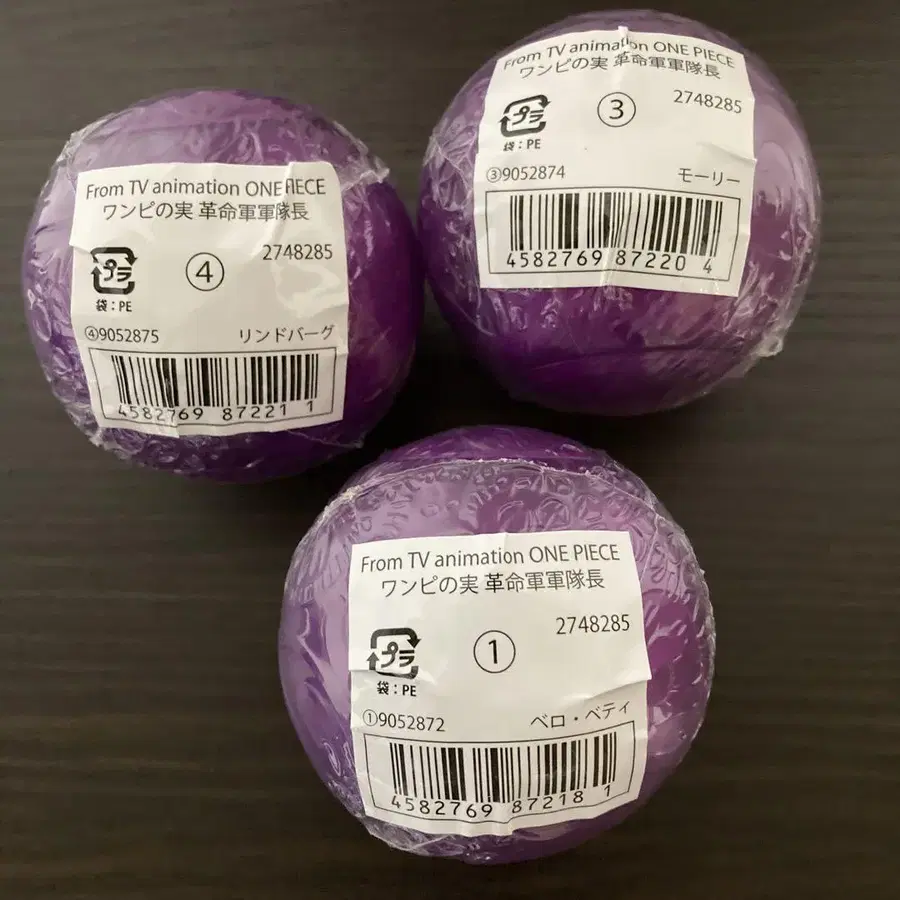 From TV animation ONE PIECE
ワンピの実 革命軍軍隊長
2748285
プラ
④
袋：PE
④9052875 リンドバーグ
4582769 87221 1
From TV animation ONE PIECE
ワンピの実 革命軍軍隊長
2748285
プラ
③
袋：PE
③9052874 モーリー
4582769 87220 4
From TV animation ONE PIECE
ワンピの実 革命軍軍隊長
2748285
プラ
①
袋：PE
①9052872 ベロ・ベティ
4582769 87218 1